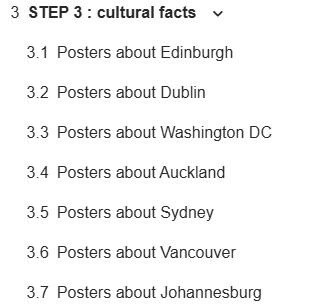 3 STEP 3 : cultural facts
3.1 Posters about Edinburgh
3.2 Posters about Dublin
3.3 Posters about Washington DC
3.4 Posters about Auckland
3.5 Posters about Sydney
3.6 Posters about Vancouver
3.7 Posters about Johannesburg